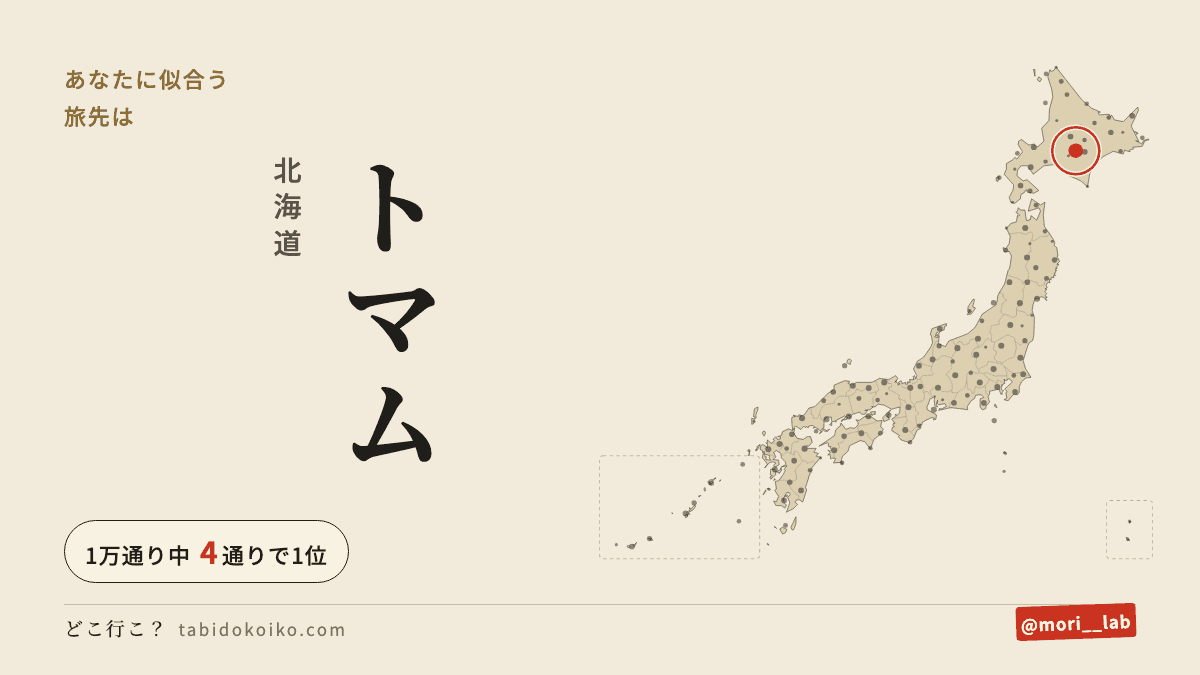 あなたに似合う
旅先は
トマム
北海道
1万通り中 4通りで1位
どこ行こ？ tabidokoiko.com
@mori__lab